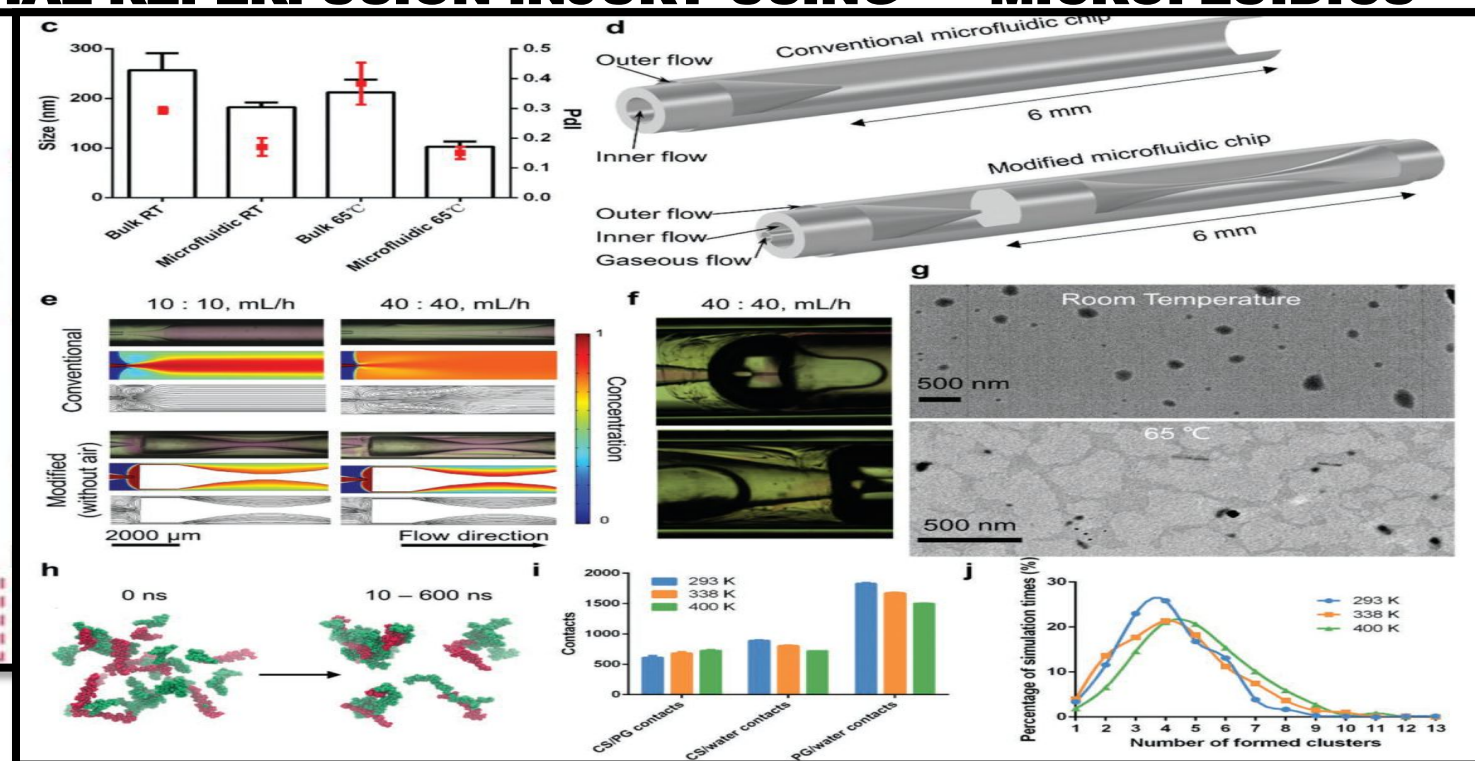 MICROFLUIDICS
c
300
200
100
0
Size (nm)
0.5
0.4
0.3
0.2
0.1
0.0
PdI
Bulk RT
Microfluidic RT
Bulk 65℃
Microfluidic 65℃
d
Conventional microfluidic chip
Outer flow
Inner flow
6 mm
Modified microfluidic chip
Outer flow
Inner flow
Gaseous flow
6 mm
e
10 : 10, mL/h
40 : 40, mL/h
Conventional
Modified
(without air)
1
0
Concentration
2000 µm
Flow direction
f
40 : 40, mL/h
g
Room Temperature
500 nm
65 ℃
500 nm
h
0 ns
10 – 600 ns
i
2000
1500
1000
500
0
Contacts
293 K
338 K
400 K
CS/PG contacts
CS/water contacts
PG/water contacts
j
Percentage of simulation times (%)
30
20
10
0
293 K
338 K
400 K
1 2 3 4 5 6 7 8 9 10 11 12 13
Number of formed clusters